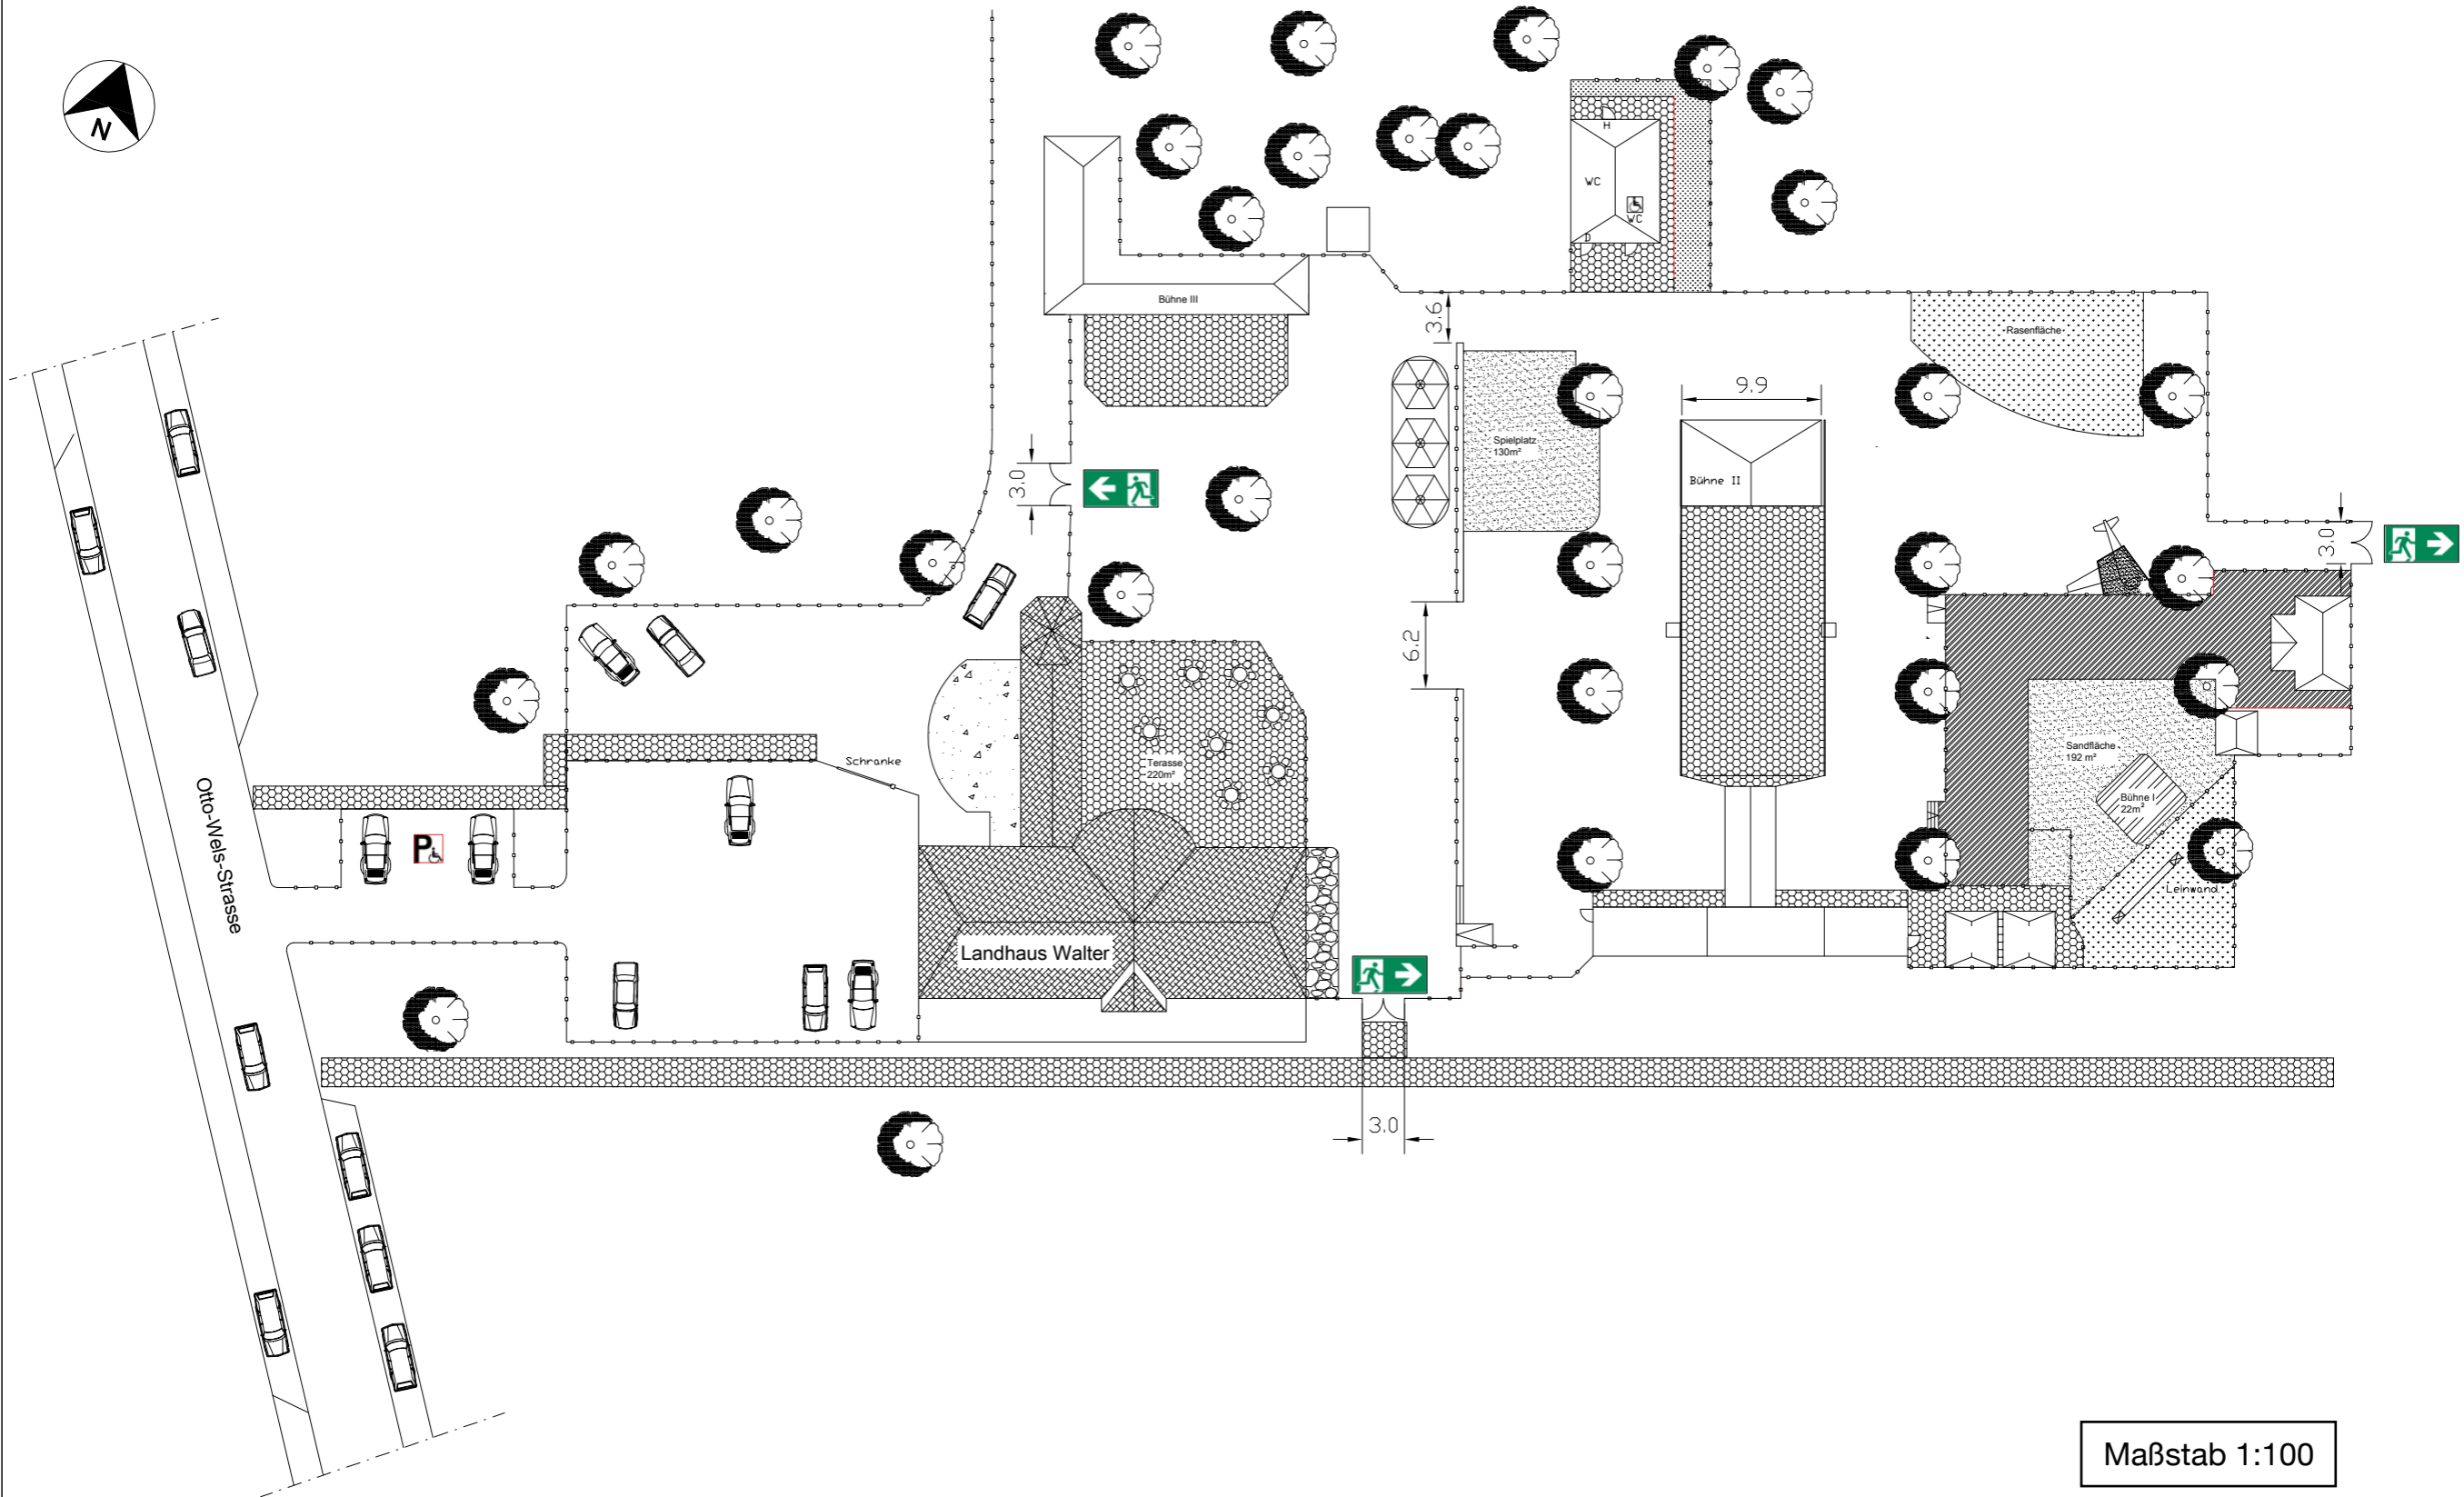 N
H
WC
WC
D
Bühne III
3.6
Rasenfläche
9.9
Spielplatz
130m²
Bühne II
3.0
3.0
6.2
Sandfläche
192 m²
Schranke
Terasse
220m²
Bühne I
22m²
Otto-Wels-Strasse
P
Leinwand
Landhaus Walter
3.0
Maßstab 1:100